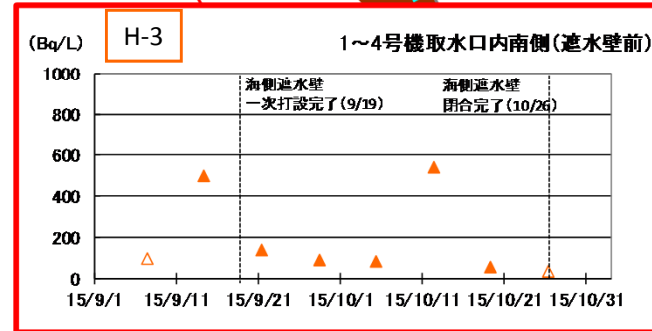 (Bq/L)
H-3
1～4号機取水口内南側(遮水壁前)
1000
海側遮水壁
一次打設完了(9/19)
海側遮水壁
閉合完了(10/26)
800
600
400
200
0
15/9/1 15/9/11 15/9/21 15/10/1 15/10/11 15/10/21 15/10/31